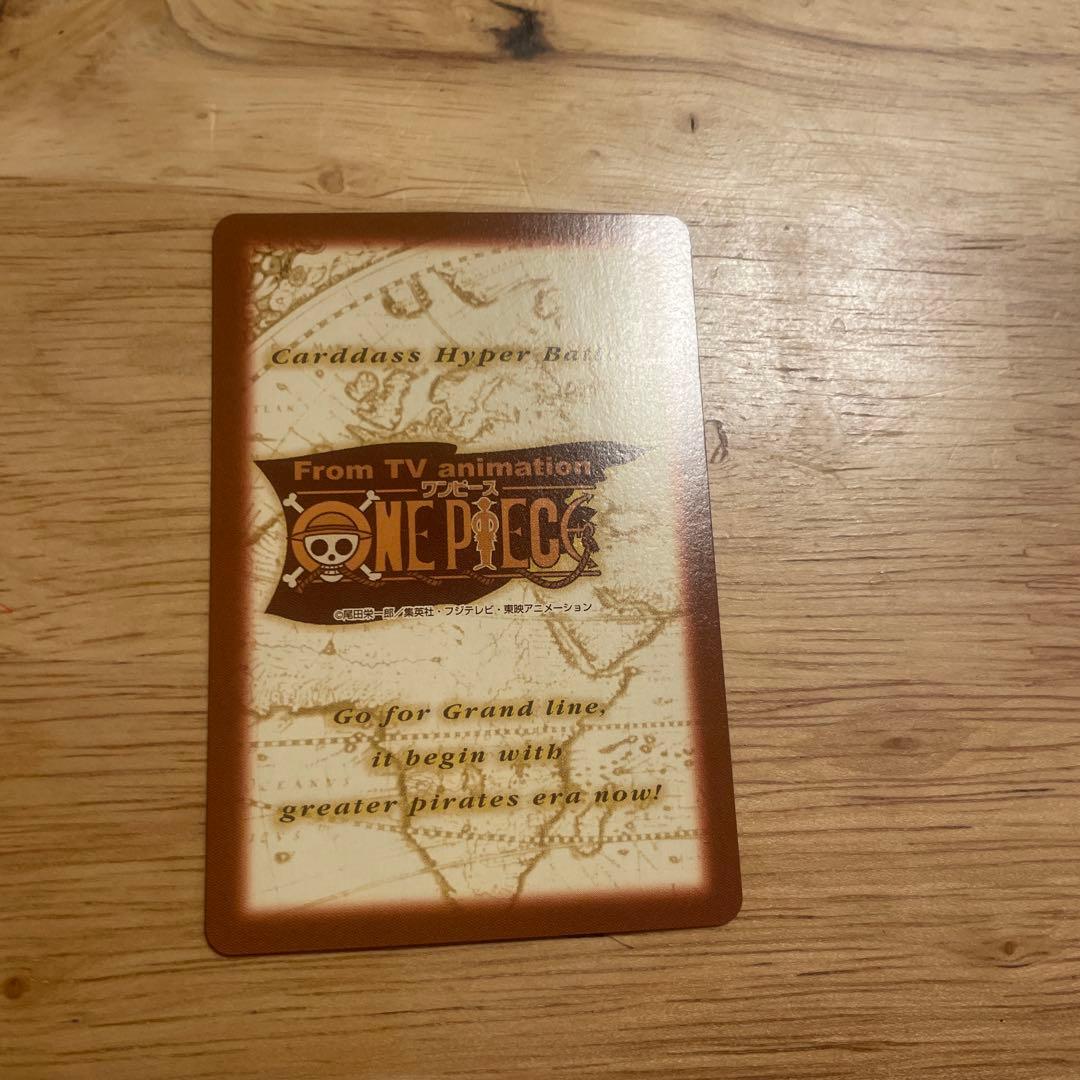 Carddass Hyper
From TV animation
ワンピース
ONE PIECE
©尾田栄一郎／集英社・フジテレビ・東映アニメーション
Go for Grand line,
it begin with
greater pirates era now!